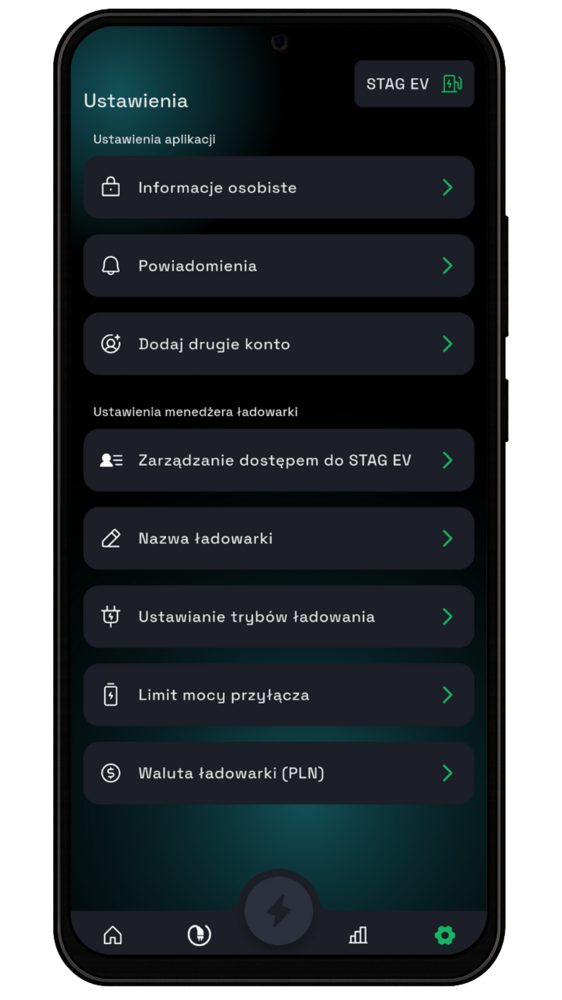 STAG EV
Ustawienia
Ustawienia aplikacji
Informacje osobiste
Powiadomienia
Dodaj drugie konto
Ustawienia menedżera ładowarki
Zarządzanie dostępem do STAG EV
Nazwa ładowarki
Ustawianie trybów ładowania
Limit mocy przyłącza
Waluta ładowarki (PLN)